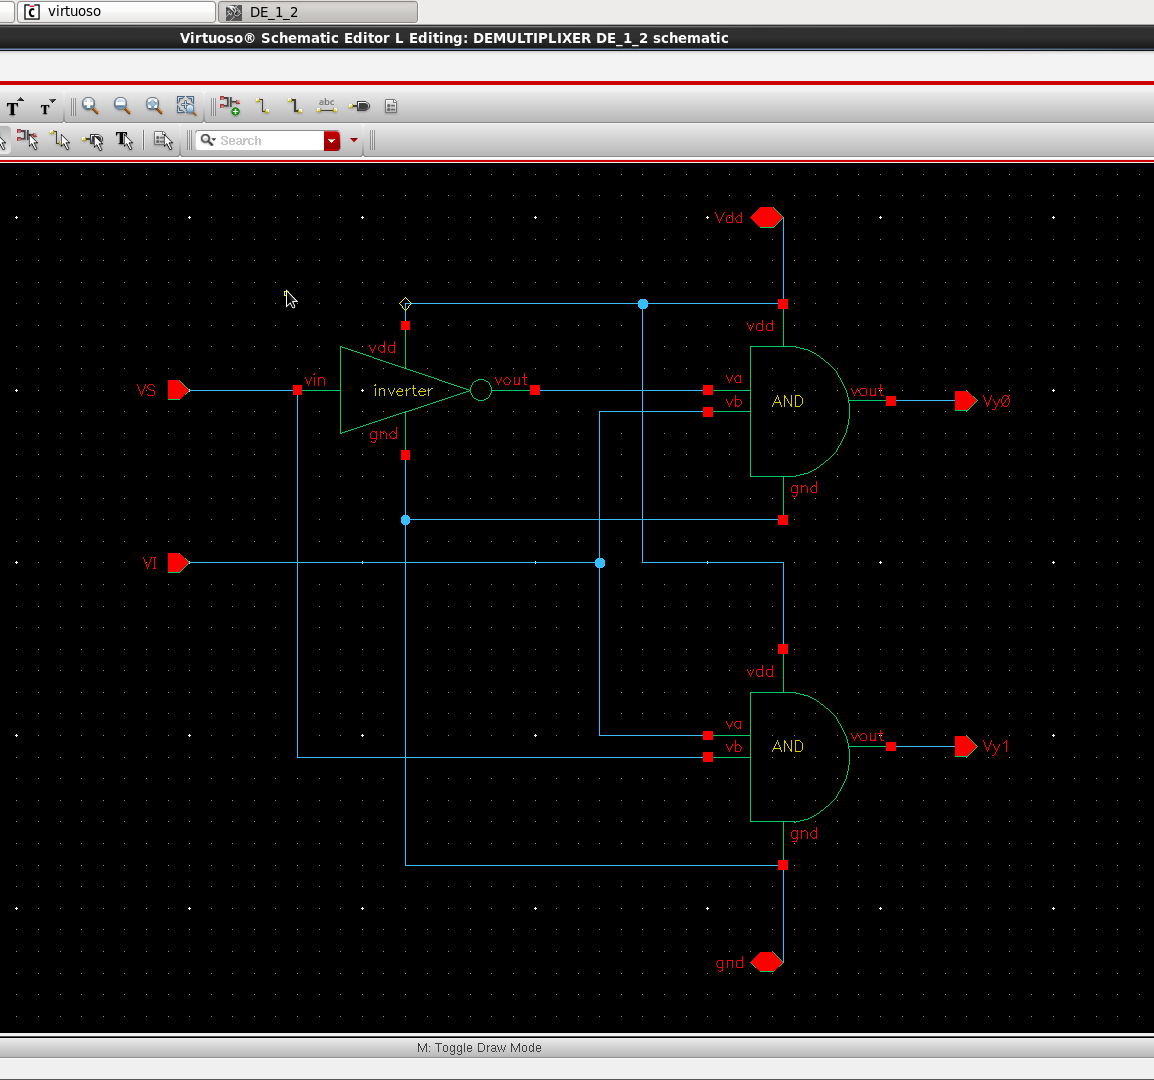 virtuoso
DE_1_2
Virtuoso® Schematic Editor L Editing: DEMULTIPLIXER DE_1_2 schematic
abc
Search
Vdd
vdd
vdd
VS
vin
inverter
vout
va
vb
AND
vout
Vy0
gnd
gnd
VI
vdd
va
vb
AND
vout
Vy1
gnd
gnd
M: Toggle Draw Mode